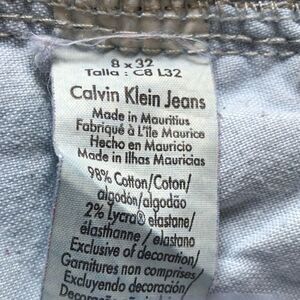 8 x 32
Talla : C8 L32
Calvin Klein Jeans
Made in Mauritius
Fabriqué à L'île Maurice
Hecho en Mauricio
Made in Ilhas Mauricias
98% Cotton/Coton/
algodón/algodão
2% Lycra® elastane/
élasthanne / elastano
Exclusive of decoration/
Garnitures non comprises/
Excluyendo decoración/